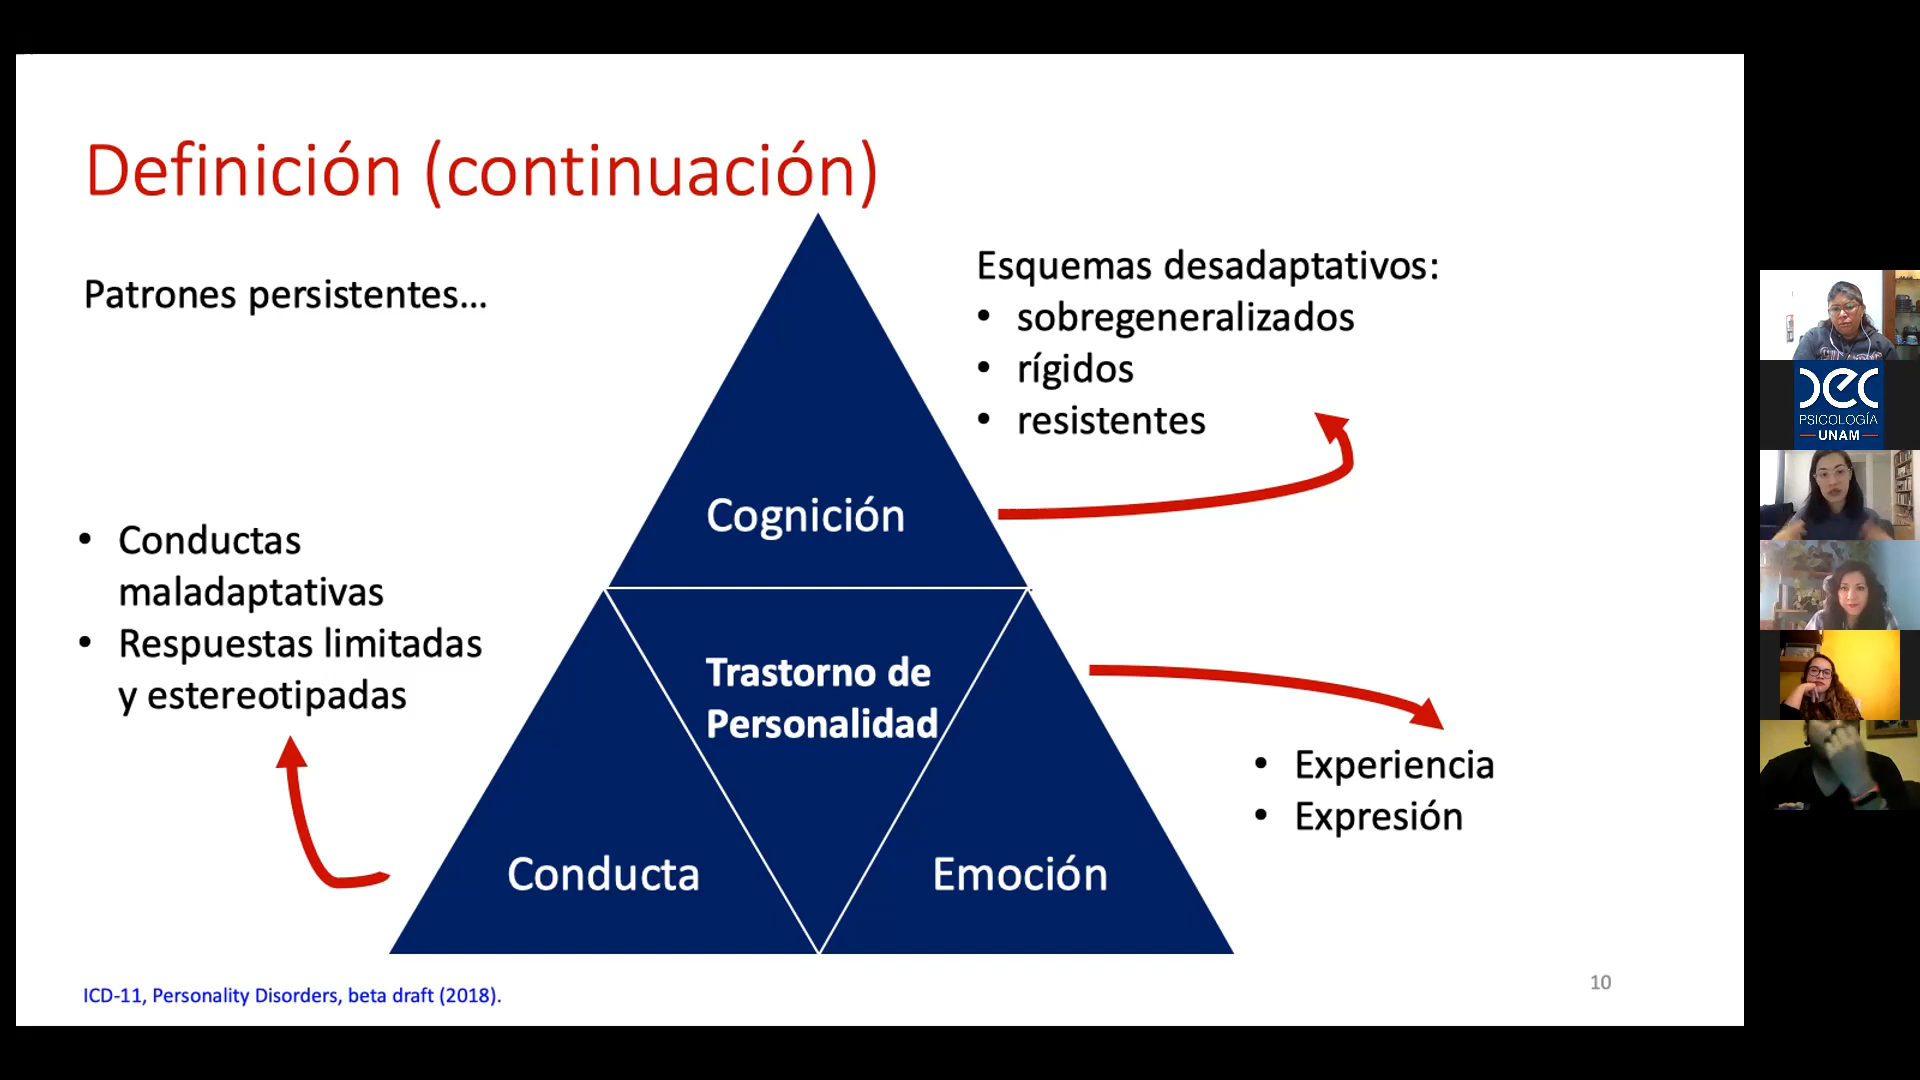 Definición (continuación)
Patrones persistentes...
Esquemas desadaptativos:
• sobregeneralizados
• rígidos
• resistentes
Cognición
• Conductas
maladaptativas
• Respuestas limitadas
y estereotipadas
Trastorno de
Personalidad
• Experiencia
• Expresión
Conducta
Emoción
ICD-11, Personality Disorders, beta draft (2018).
10
DEC
PSICOLOGÍA
UNAM